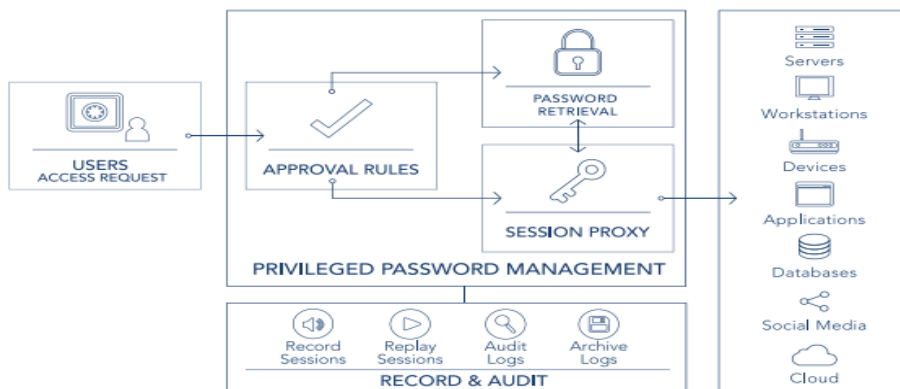 USERS
ACCESS REQUEST
APPROVAL RULES
PASSWORD
RETRIEVAL
SESSION PROXY
PRIVILEGED PASSWORD MANAGEMENT
Record
Sessions
Replay
Sessions
Audit
Logs
Archive
Logs
RECORD & AUDIT
Servers
Workstations
Devices
Applications
Databases
Social Media
Cloud